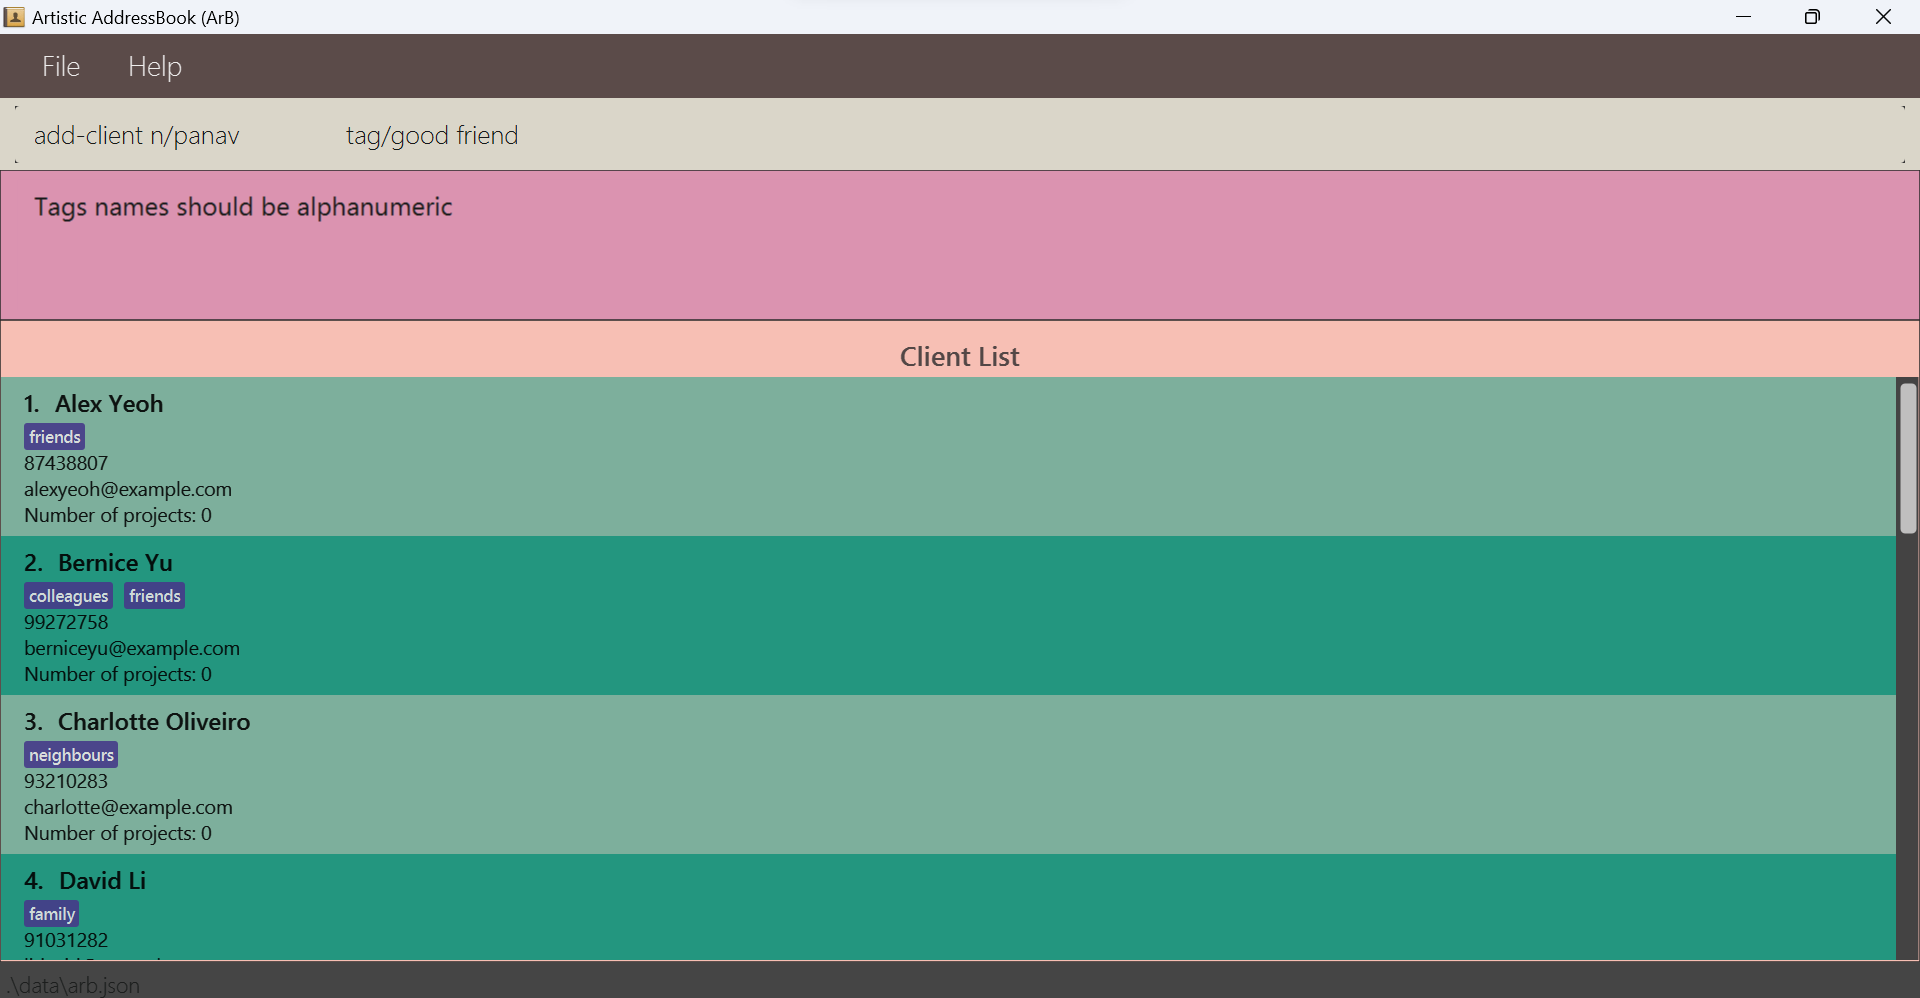 Artistic AddressBook (ArB)
File Help
add-client n/panav tag/good friend
Tags names should be alphanumeric
Client List
1. Alex Yeoh
friends
87438807
alexyeoh@example.com
Number of projects: 0
2. Bernice Yu
colleagues friends
99272758
berniceyu@example.com
Number of projects: 0
3. Charlotte Oliveiro
neighbours
93210283
charlotte@example.com
Number of projects: 0
4. David Li
family
91031282
.\data\arb.json